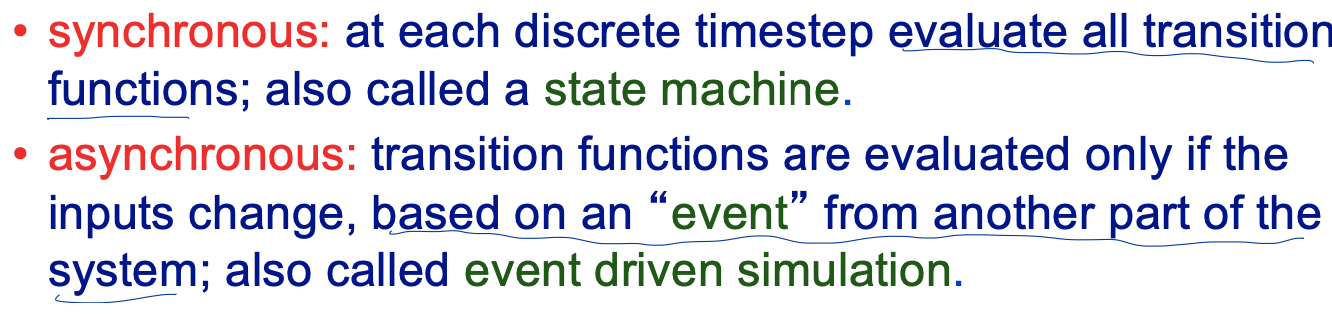 • synchronous: at each discrete timestep evaluate all transition
functions; also called a state machine.
• asynchronous: transition functions are evaluated only if the
inputs change, based on an “event” from another part of the
system; also called event driven simulation.